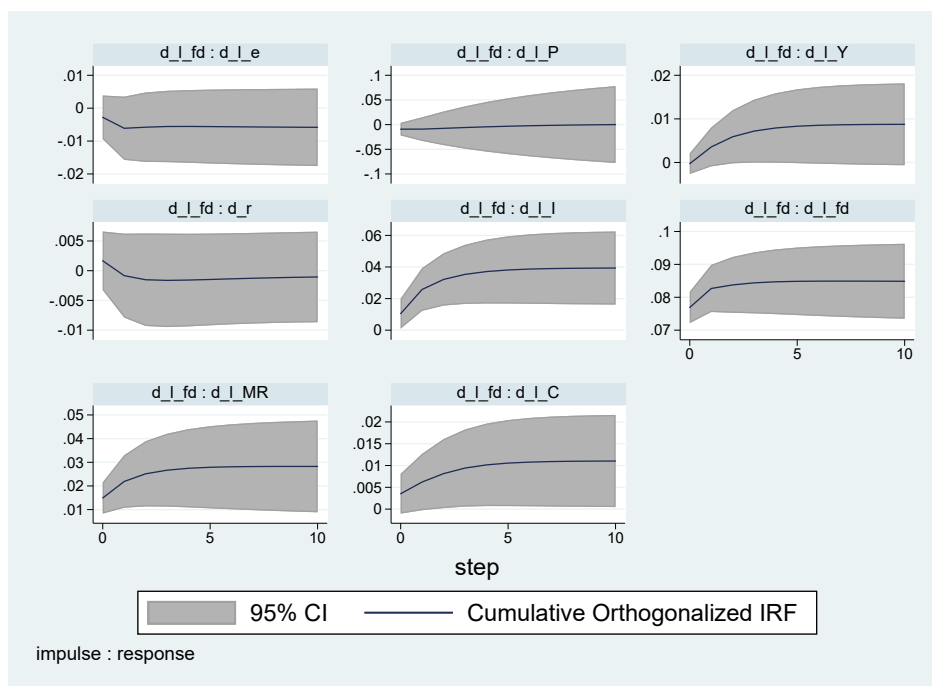 d_l_fd : d_l_e
.01
0
-.01
-.02
d_l_fd : d_l_P
.1
.05
0
-.05
-.1
d_l_fd : d_l_Y
.02
.01
0
d_l_fd : d_r
.005
0
-.005
-.01
d_l_fd : d_l_I
.06
.04
.02
0
d_l_fd : d_l_fd
.1
.09
.08
.07
0 5 10
d_l_fd : d_l_MR
.05
.04
.03
.02
.01
0 5 10
d_l_fd : d_l_C
.02
.015
.01
.005
0
0 5 10
step
95% CI Cumulative Orthogonalized IRF
impulse : response